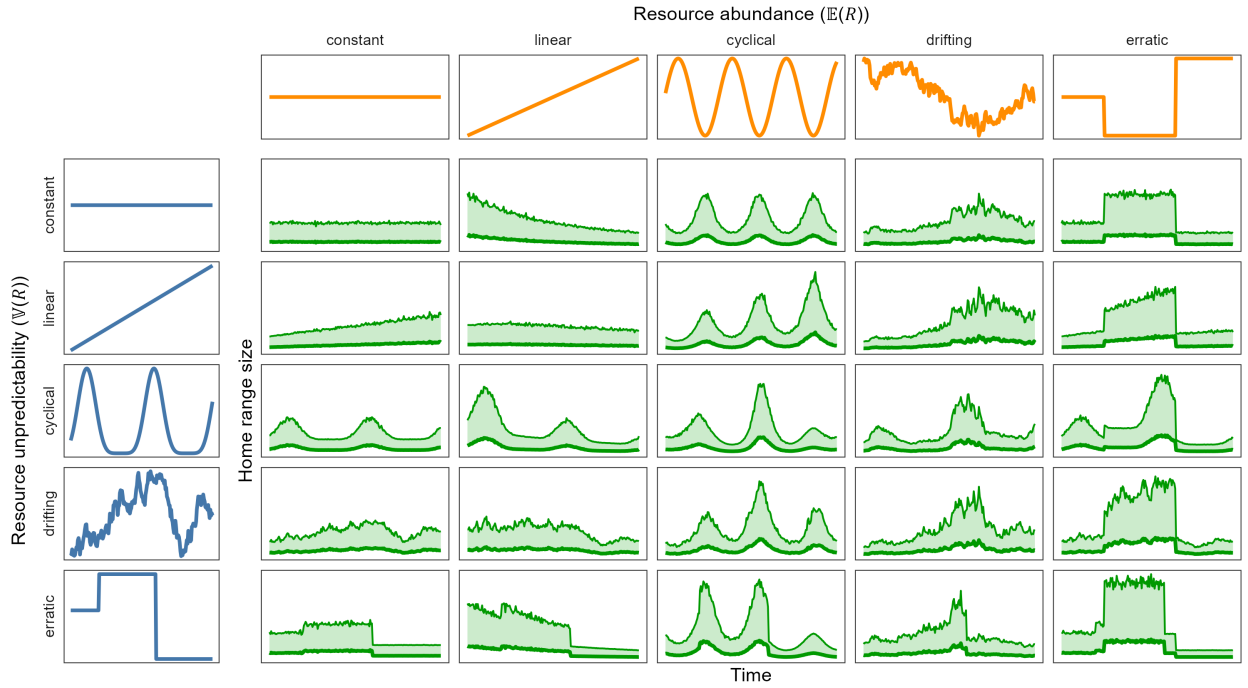 Resource abundance (𝔼(R))
constant
linear
cyclical
drifting
erratic
Resource unpredictability (𝕍(R))
constant
linear
cyclical
drifting
erratic
Home range size
Time